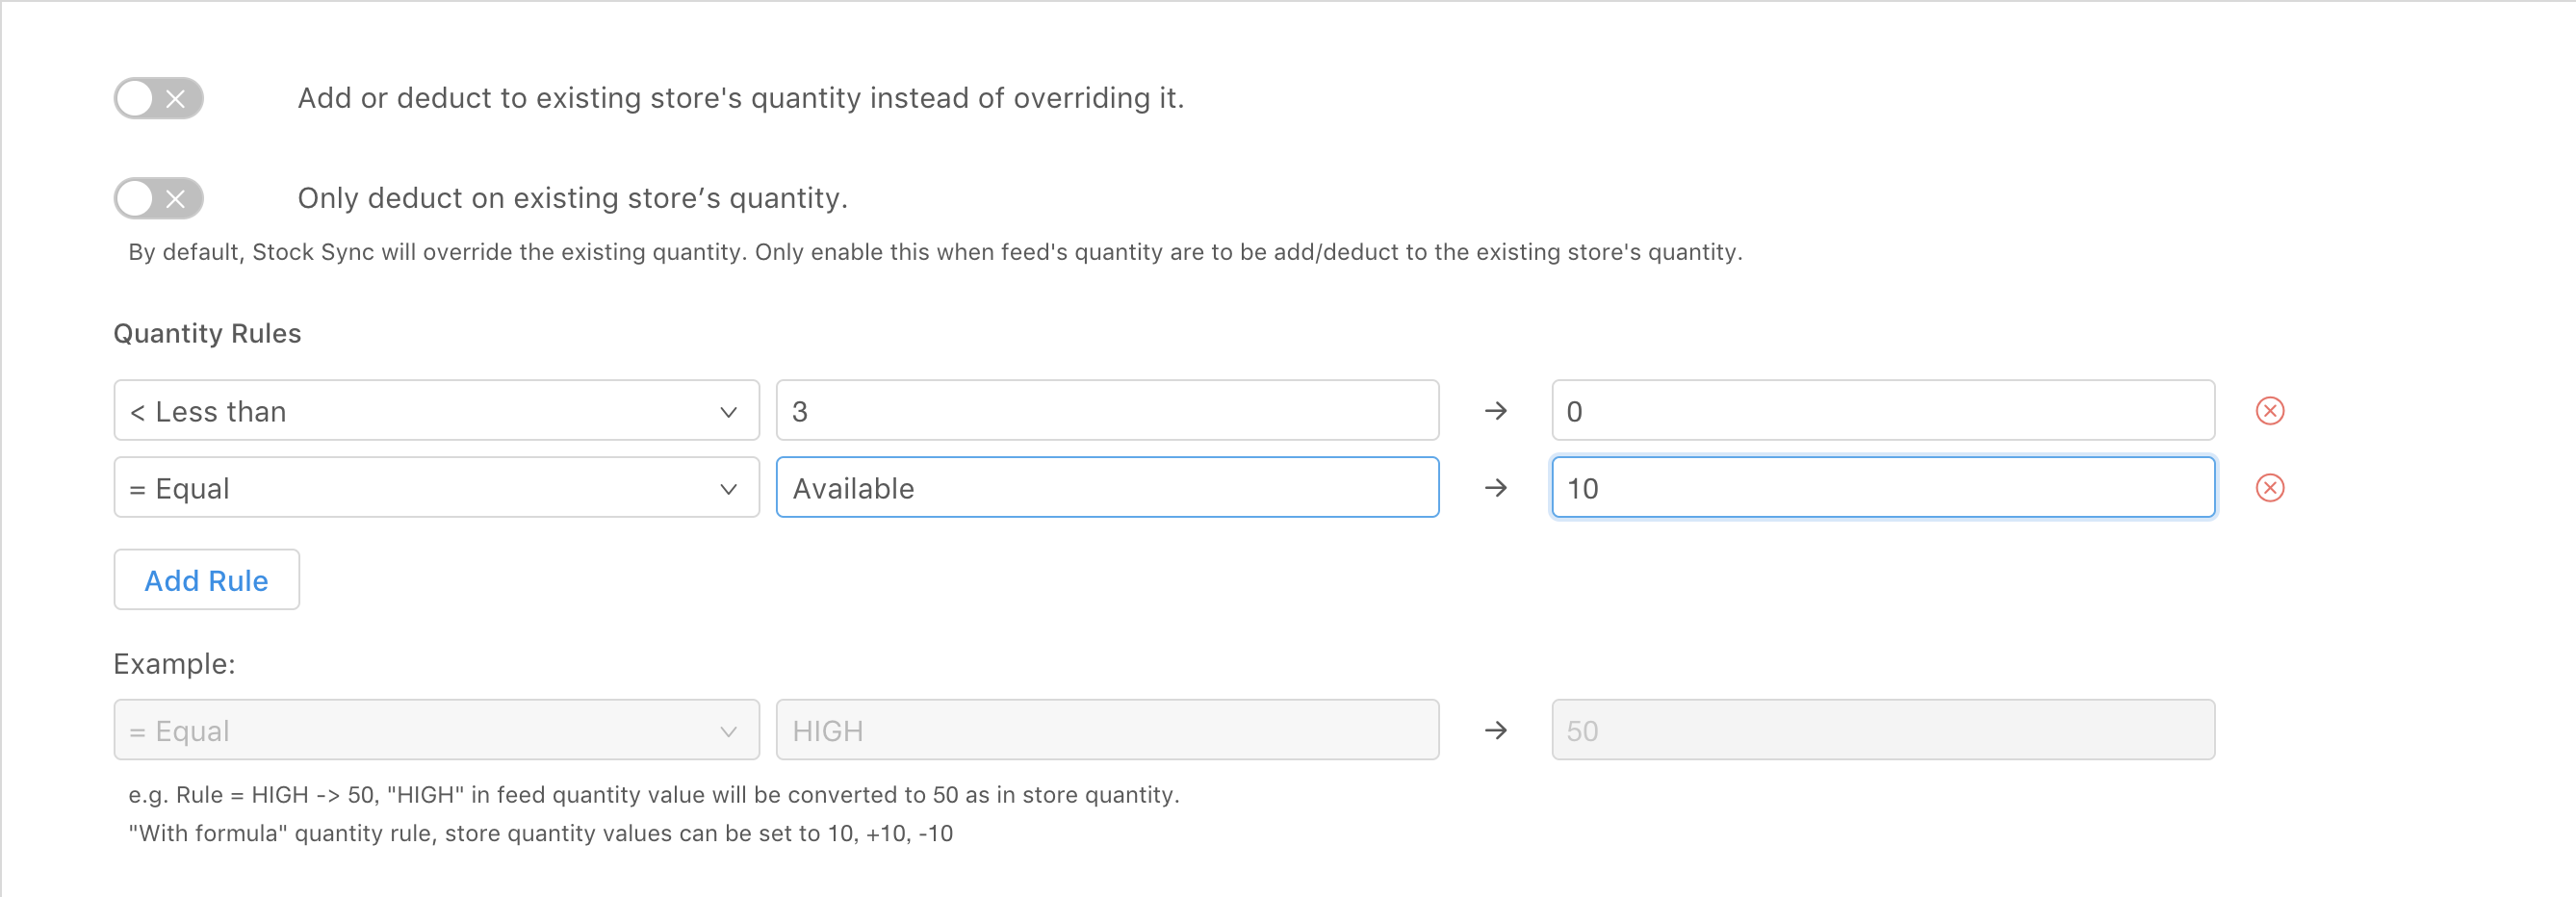 Add or deduct to existing store's quantity instead of overriding it.
Only deduct on existing store’s quantity.
By default, Stock Sync will override the existing quantity. Only enable this when feed's quantity are to be add/deduct to the existing store's quantity.
Quantity Rules
< Less than 3 → 0
= Equal Available → 10
Add Rule
Example:
= Equal HIGH → 50
e.g. Rule = HIGH -> 50, "HIGH" in feed quantity value will be converted to 50 as in store quantity.
"With formula" quantity rule, store quantity values can be set to 10, +10, -10